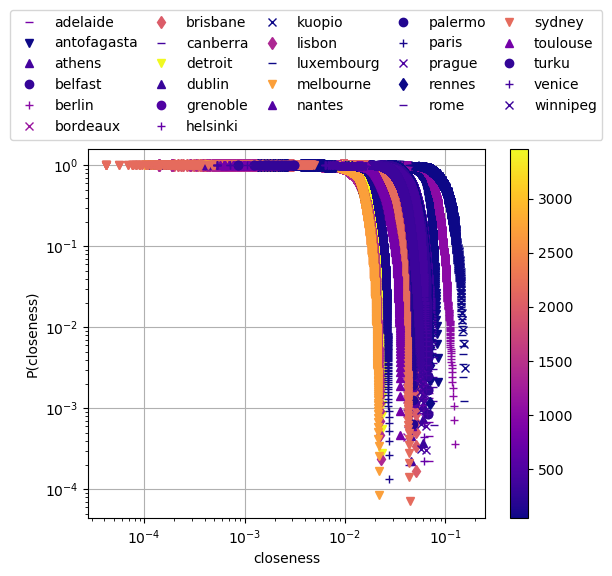 adelaide brisbane kuopio palermo sydney
antofagasta canberra lisbon paris toulouse
athens detroit luxembourg prague turku
belfast dublin melbourne rennes venice
berlin grenoble nantes rome winnipeg
bordeaux helsinki
10^0
10^-1
10^-2
10^-3
10^-4
P(closeness)
10^-4 10^-3 10^-2 10^-1
closeness
3000
2500
2000
1500
1000
500